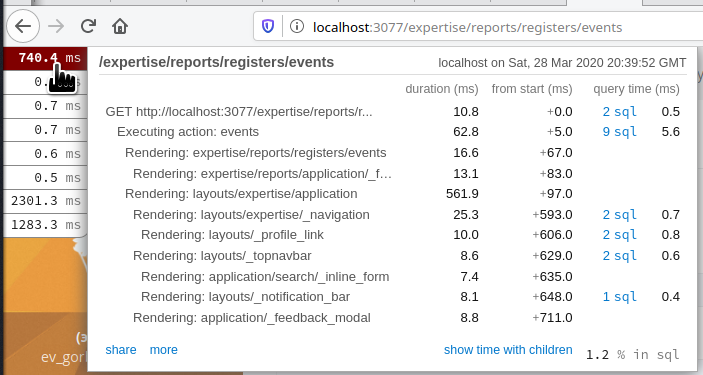 localhost:3077/expertise/reports/registers/events
740.4 ms
0. ms
0.7 ms
0.7 ms
0.6 ms
0.5 ms
2301.3 ms
1283.3 ms
/expertise/reports/registers/events localhost on Sat, 28 Mar 2020 20:39:52 GMT
duration (ms) from start (ms) query time (ms)
GET http://localhost:3077/expertise/reports/r... 10.8 +0.0 2 sql 0.5
Executing action: events 62.8 +5.0 9 sql 5.6
Rendering: expertise/reports/registers/events 16.6 +67.0
Rendering: expertise/reports/application/_f... 13.1 +83.0
Rendering: layouts/expertise/application 561.9 +97.0
Rendering: layouts/expertise/_navigation 25.3 +593.0 2 sql 0.7
Rendering: layouts/_profile_link 10.0 +606.0 2 sql 0.8
Rendering: layouts/_topnavbar 8.6 +629.0 2 sql 0.6
Rendering: application/search/_inline_form 7.4 +635.0
Rendering: layouts/_notification_bar 8.1 +648.0 1 sql 0.4
Rendering: application/_feedback_modal 8.8 +711.0
share more show time with children 1.2 % in sql
ev_gor